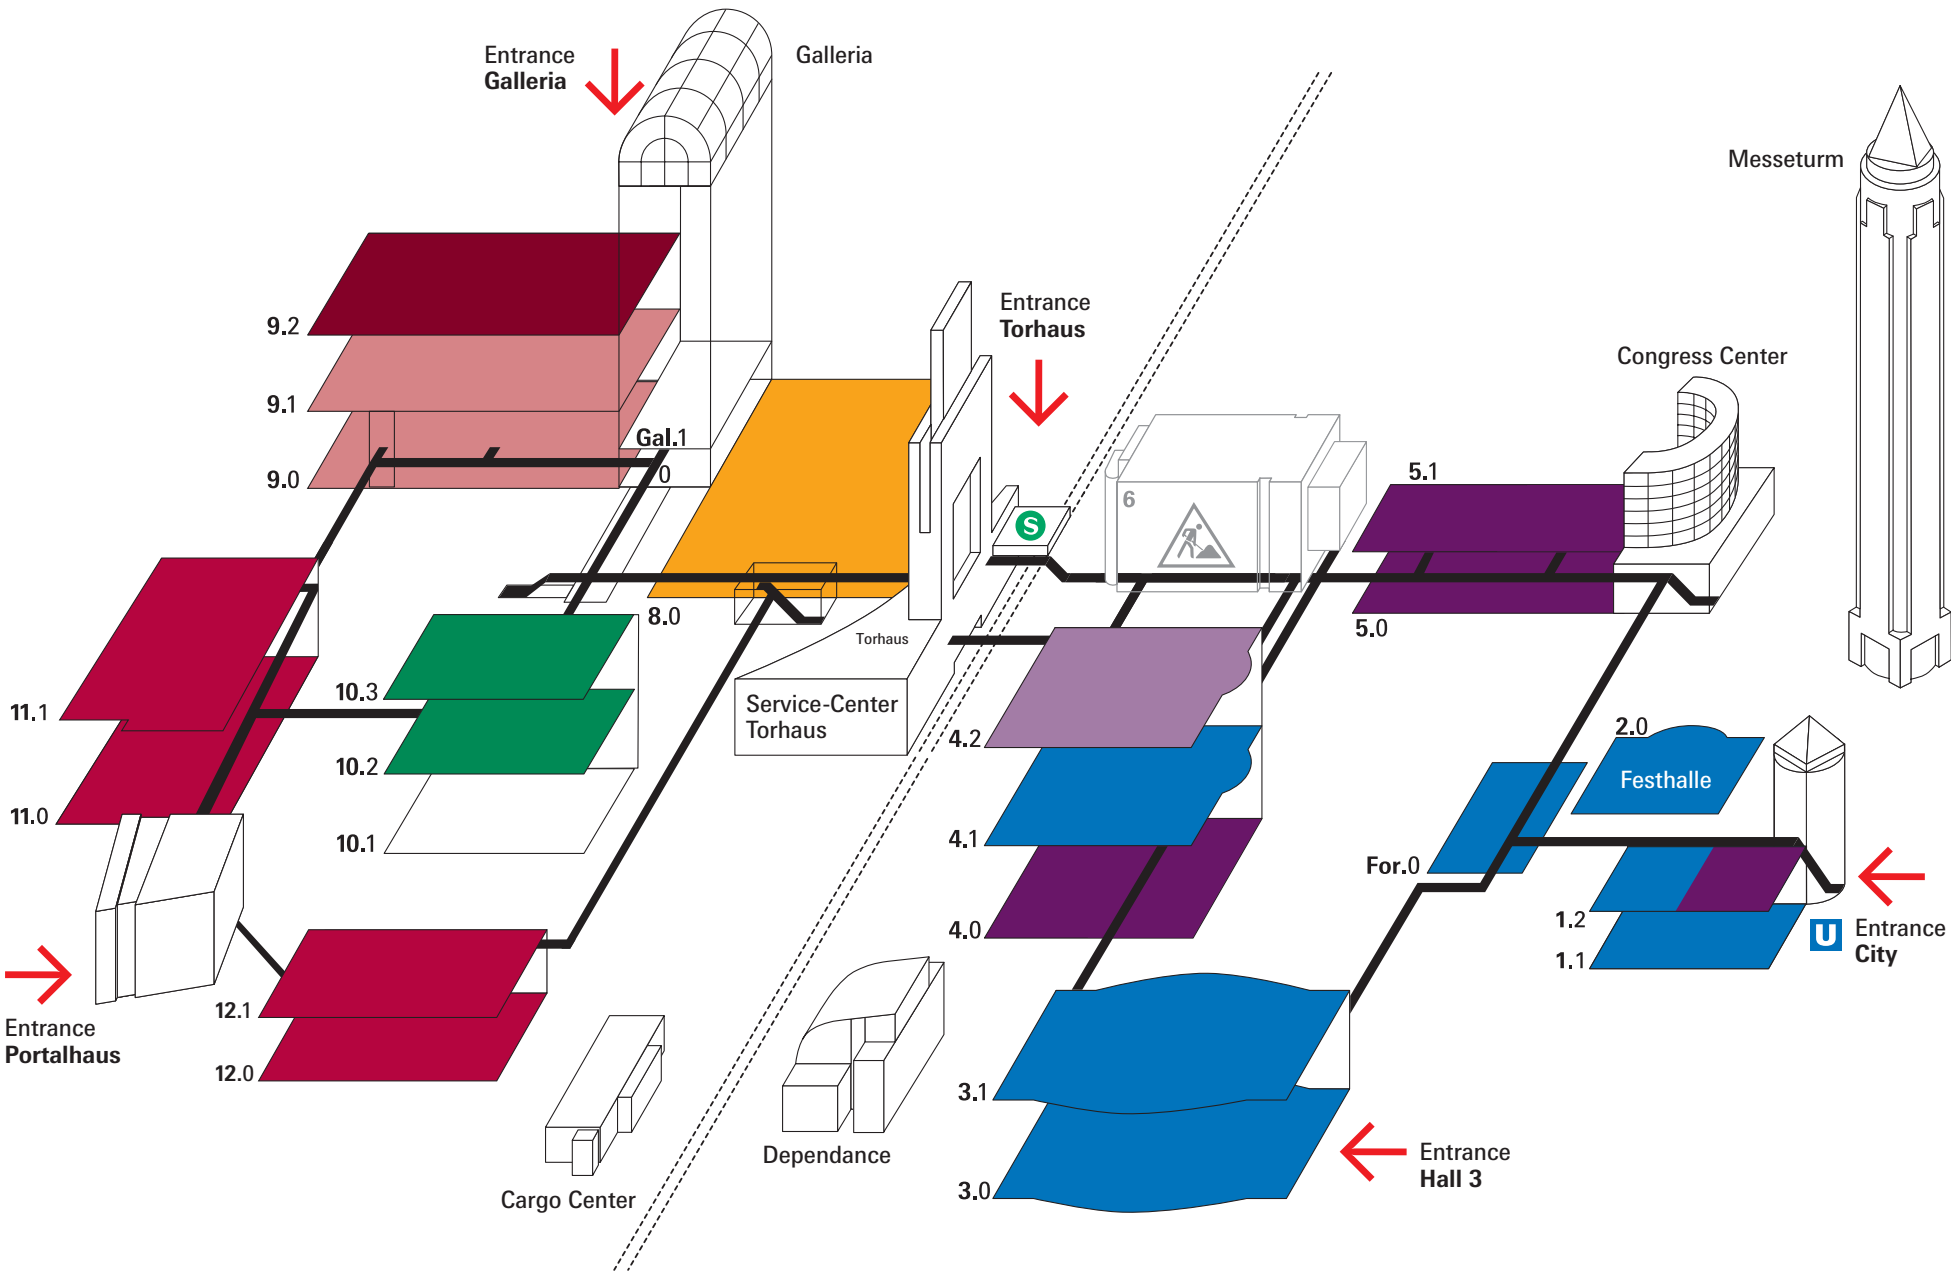 Entrance
Galleria
Galleria
Messeturm
Entrance
Torhaus
9.2
Congress Center
9.1
Gal.1
0
9.0
5.1
6
S
8.0
5.0
Torhaus
10.3
11.1
Service-Center
Torhaus
4.2
2.0
10.2
Festhalle
11.0
10.1
4.1
For.0
1.2
4.0
U
Entrance
City
1.1
12.1
Entrance
Portalhaus
12.0
3.1
Dependance
Entrance
Hall 3
3.0
Cargo Center